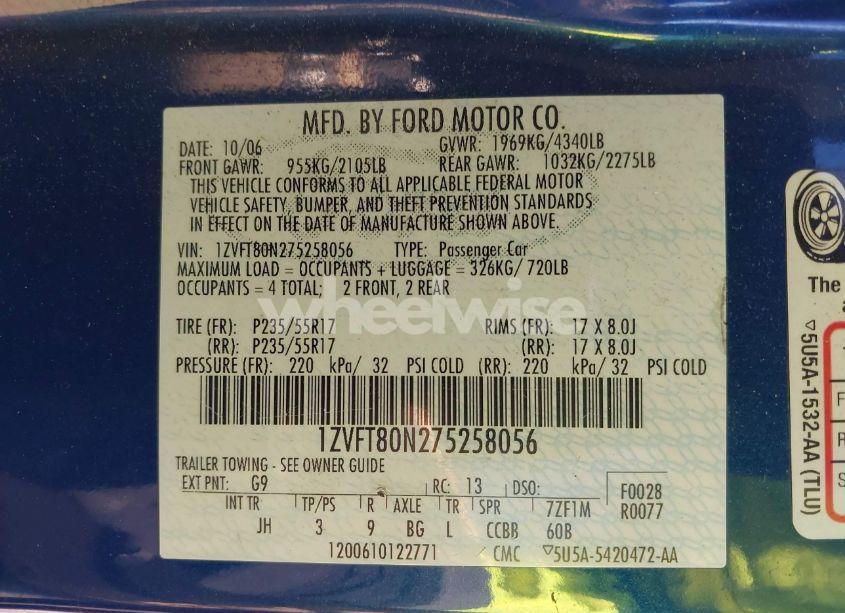 MFD. BY FORD MOTOR CO.
DATE: 10/06 GVWR: 1969KG/4340LB
FRONT GAWR: 955KG/2105LB REAR GAWR: 1032KG/2275LB
THIS VEHICLE CONFORMS TO ALL APPLICABLE FEDERAL MOTOR
VEHICLE SAFETY, BUMPER, AND THEFT PREVENTION STANDARDS
IN EFFECT ON THE DATE OF MANUFACTURE SHOWN ABOVE.
VIN: 1ZVFT80N275258056 TYPE: Passenger Car
MAXIMUM LOAD = OCCUPANTS + LUGGAGE = 326KG/ 720LB
OCCUPANTS = 4 TOTAL; 2 FRONT, 2 REAR
wheelwise
TIRE (FR): P235/55R17 RIMS (FR): 17 X 8.0J
(RR): P235/55R17 (RR): 17 X 8.0J
PRESSURE (FR): 220 kPa/ 32 PSI COLD (RR): 220 kPa/ 32 PSI COLD
1ZVFT80N275258056
TRAILER TOWING - SEE OWNER GUIDE
EXT PNT: G9 RC: 13 DSO: F0028
INT TR TP/PS R AXLE TR SPR 7ZF1M R0077
JH 3 9 BG L CCBB 60B
1200610122771 CMC ▽5U5A-5420472-AA
The
▽5U5A-1532-AA (TLU)
F
R
S